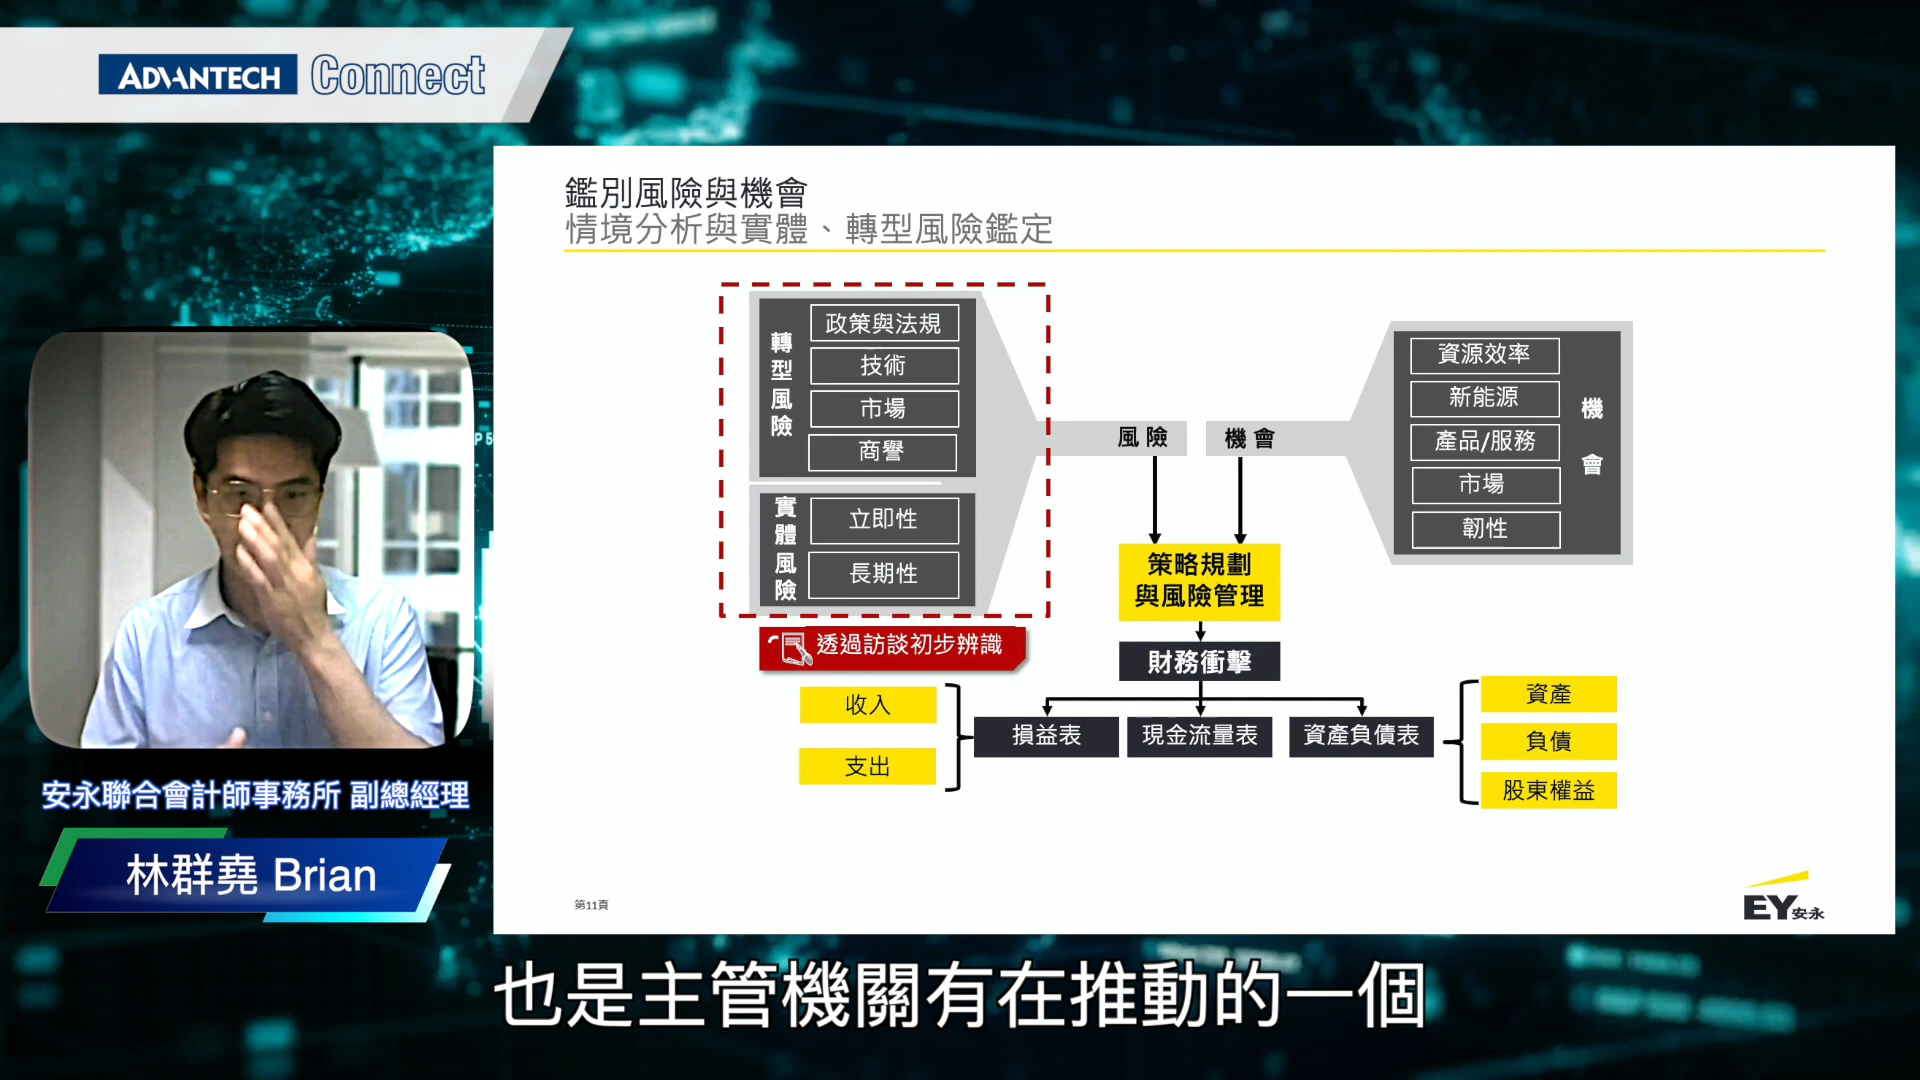 ADVANTECH Connect
鑑別風險與機會
情境分析與實體、轉型風險鑑定
轉型風險
政策與法規
技術
市場
商譽
實體風險
立即性
長期性
透過訪談初步辨識
風險
機會
資源效率
新能源
產品/服務
市場
韌性
機會
策略規劃
與風險管理
財務衝擊
收入
支出
損益表
現金流量表
資產負債表
資產
負債
股東權益
第11頁
EY安永
安永聯合會計師事務所 副總經理
林群堯 Brian
也是主管機關有在推動的一個